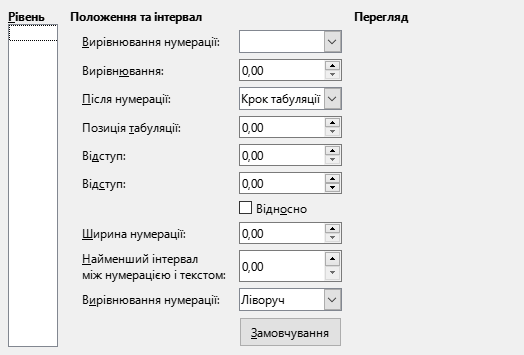 Рівень Положення та інтервал Перегляд
Вирівнювання нумерації:
Вирівнювання: 0,00
Після нумерації: Крок табуляції
Позиція табуляції: 0,00
Відступ: 0,00
Відступ: 0,00
Відносно
Ширина нумерації: 0,00
Найменший інтервал
між нумерацією і текстом: 0,00
Вирівнювання нумерації: Ліворуч
Замовчування